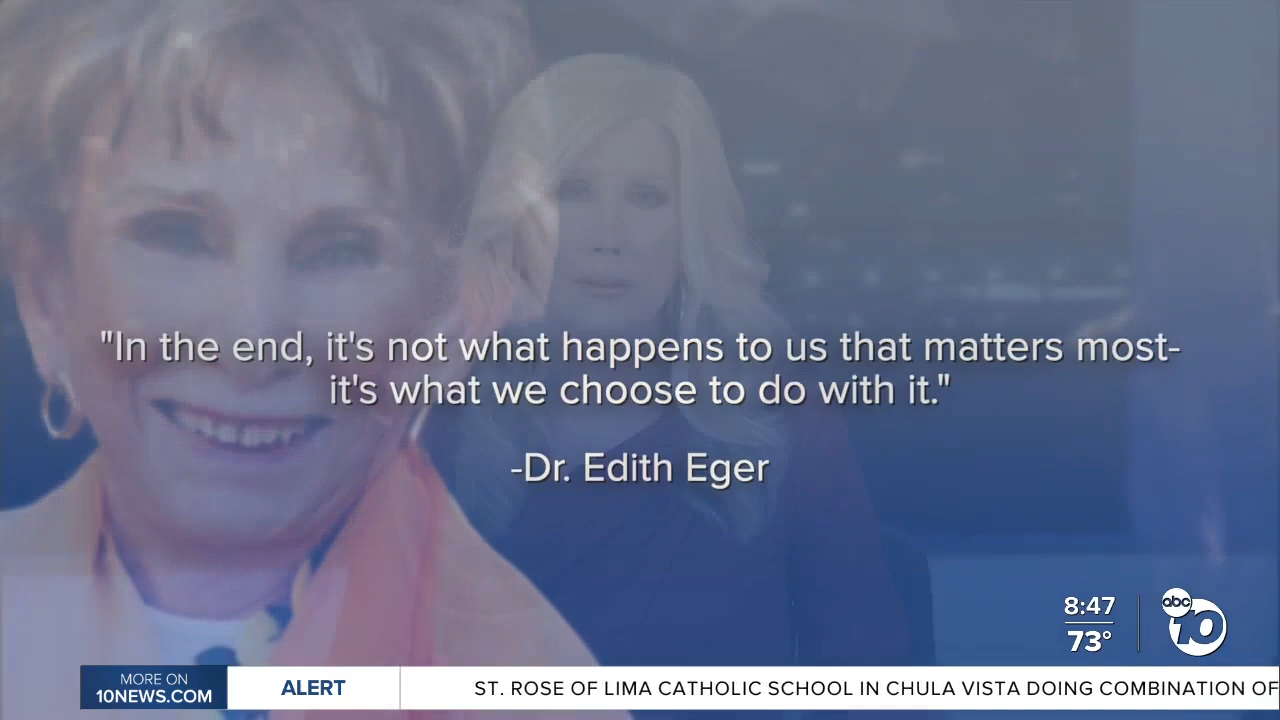 "In the end, it's not what happens to us that matters most-
it's what we choose to do with it."
-Dr. Edith Eger
8:47
73°
abc
10
MORE ON
10NEWS.COM
ALERT
ST. ROSE OF LIMA CATHOLIC SCHOOL IN CHULA VISTA DOING COMBINATION OF